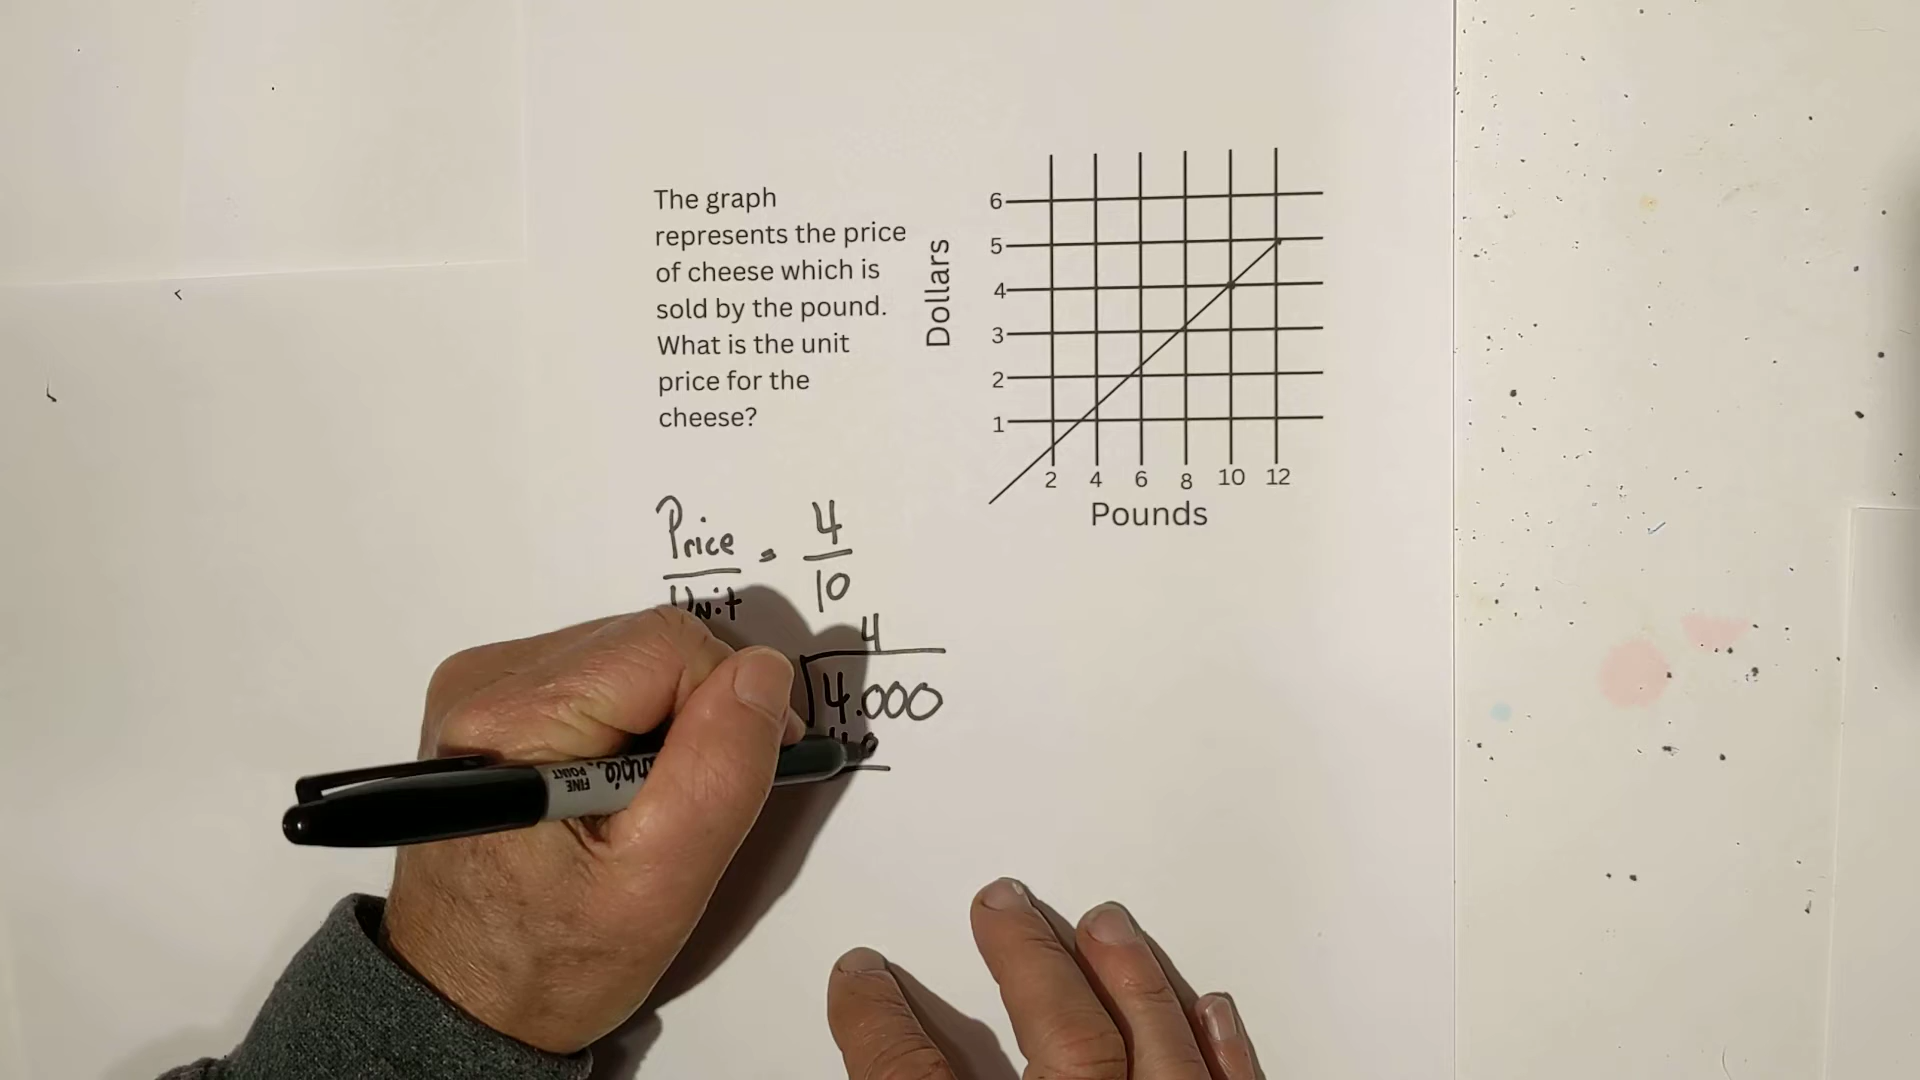 The graph
represents the price
of cheese which is
sold by the pound.
What is the unit
price for the
cheese?
Dollars
6
5
4
3
2
1
2 4 6 8 10 12
Pounds
Price = 4
Unit 10
4
4.000
40
FINE
POINT